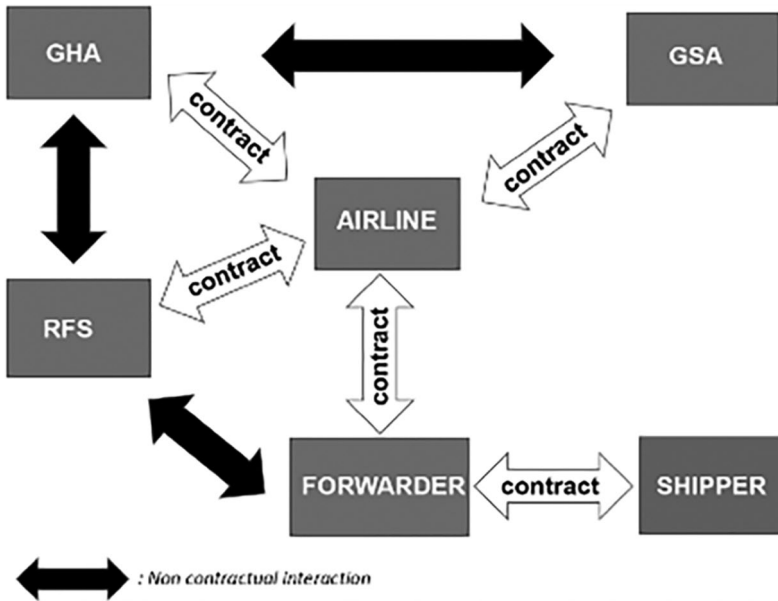 GHA
GSA
contract
contract
AIRLINE
contract
RFS
contract
FORWARDER
contract
SHIPPER
: Non contractual interaction